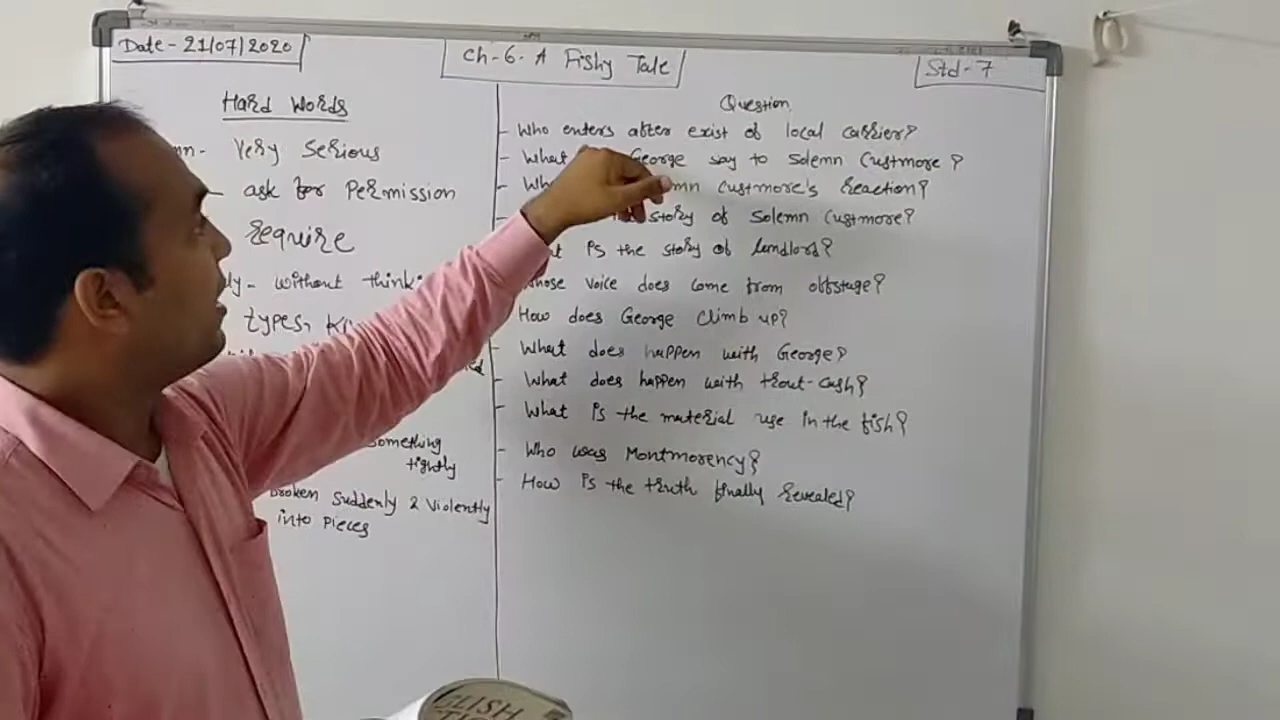 Date - 21/07/2020
Ch-6. A Fishy Tale
Std- 7
Hard Words
Very Serious
ask for Permission
require
without
types,
something
tightly
broken suddenly & violently
into pieces
Question
- Who enters after exist of local carrier?
- What George say to Solemn Custmore?
custmore's Reaction?
story of Solemn Custmore?
is the story of landlord?
voice does come from offstage?
How does George climb up?
- What does happen with George?
- What does happen with trout-cash?
- What is the material use in the fish?
- Who was Montmorency?
- How is the truth finally revealed?